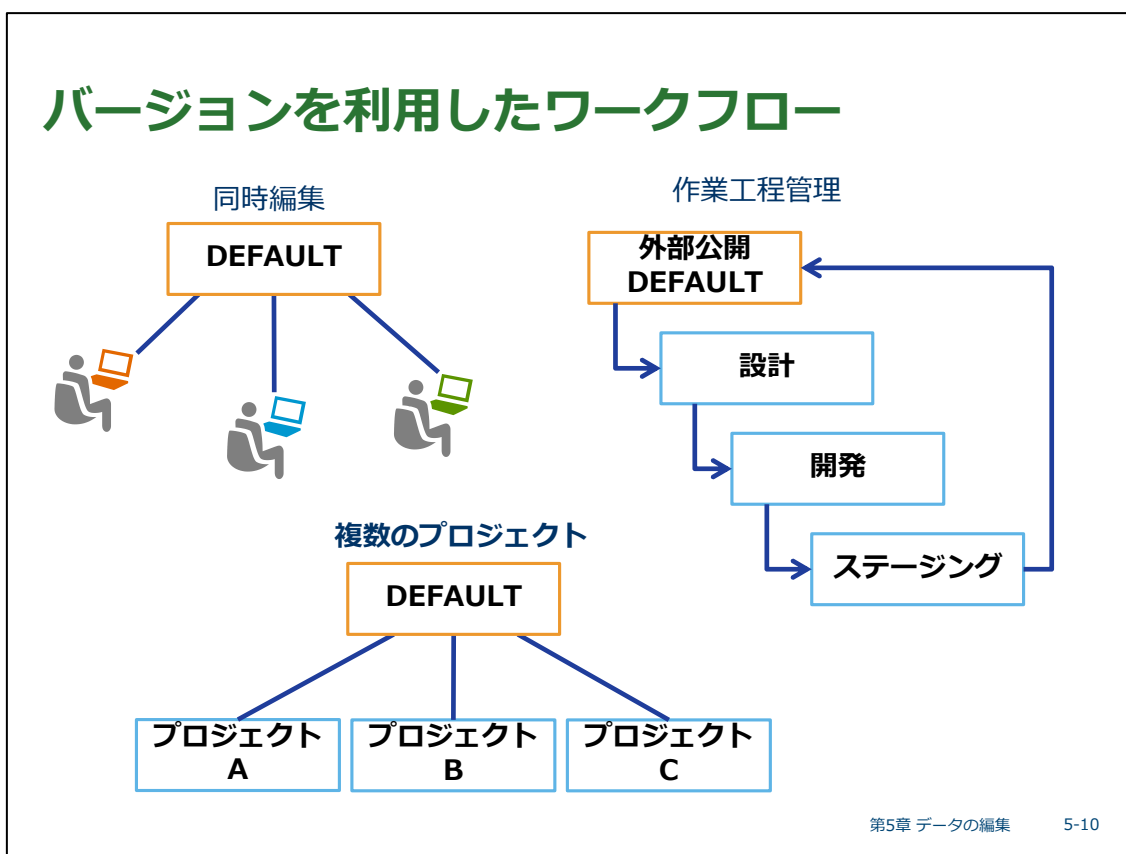 バージョンを利用したワークフロー
同時編集
DEFAULT
作業工程管理
外部公開
DEFAULT
設計
開発
ステージング
複数のプロジェクト
DEFAULT
プロジェクト
A
プロジェクト
B
プロジェクト
C
第5章 データの編集 5-10